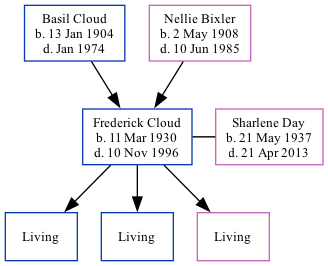 Basil Cloud
b. 13 Jan 1904
d. Jan 1974
Nellie Bixler
b. 2 May 1908
d. 10 Jun 1985
Frederick Cloud
b. 11 Mar 1930
d. 10 Nov 1996
Sharlene Day
b. 21 May 1937
d. 21 Apr 2013
Living
Living
Living